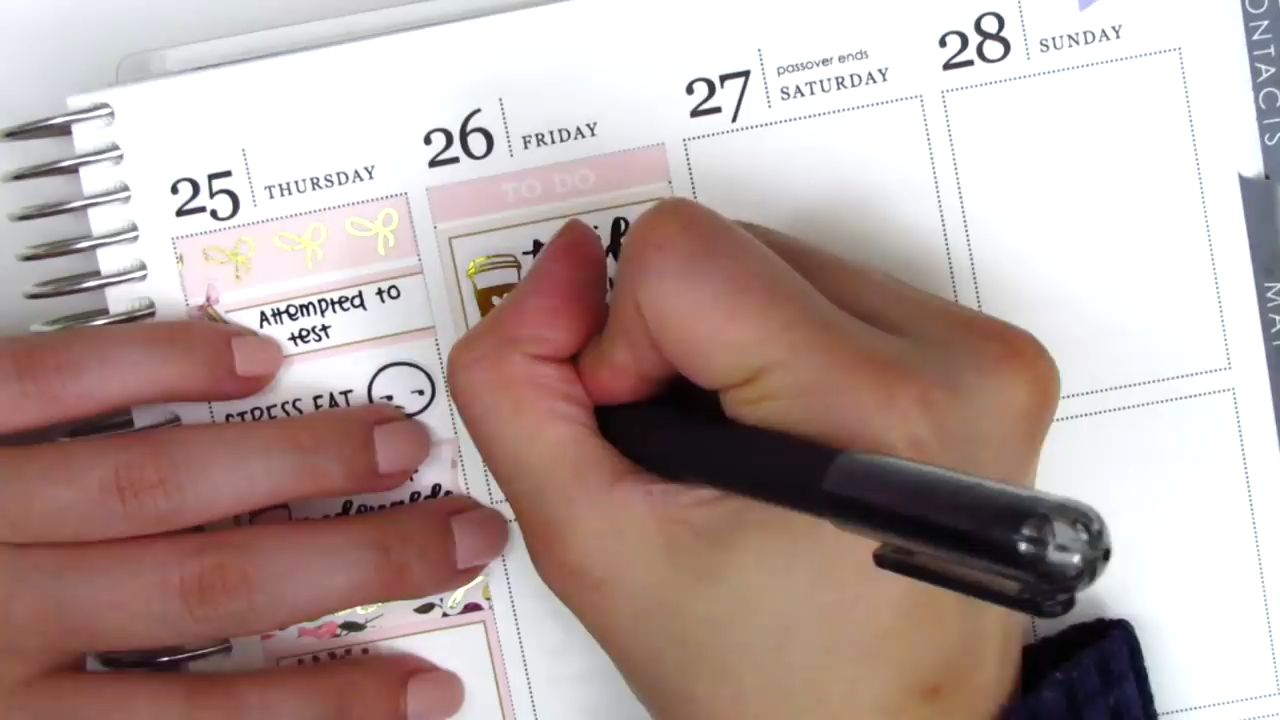 25 THURSDAY
26 FRIDAY
27 passover ends
SATURDAY
28 SUNDAY
TO DO
Attempted to
test
STRESS EAT